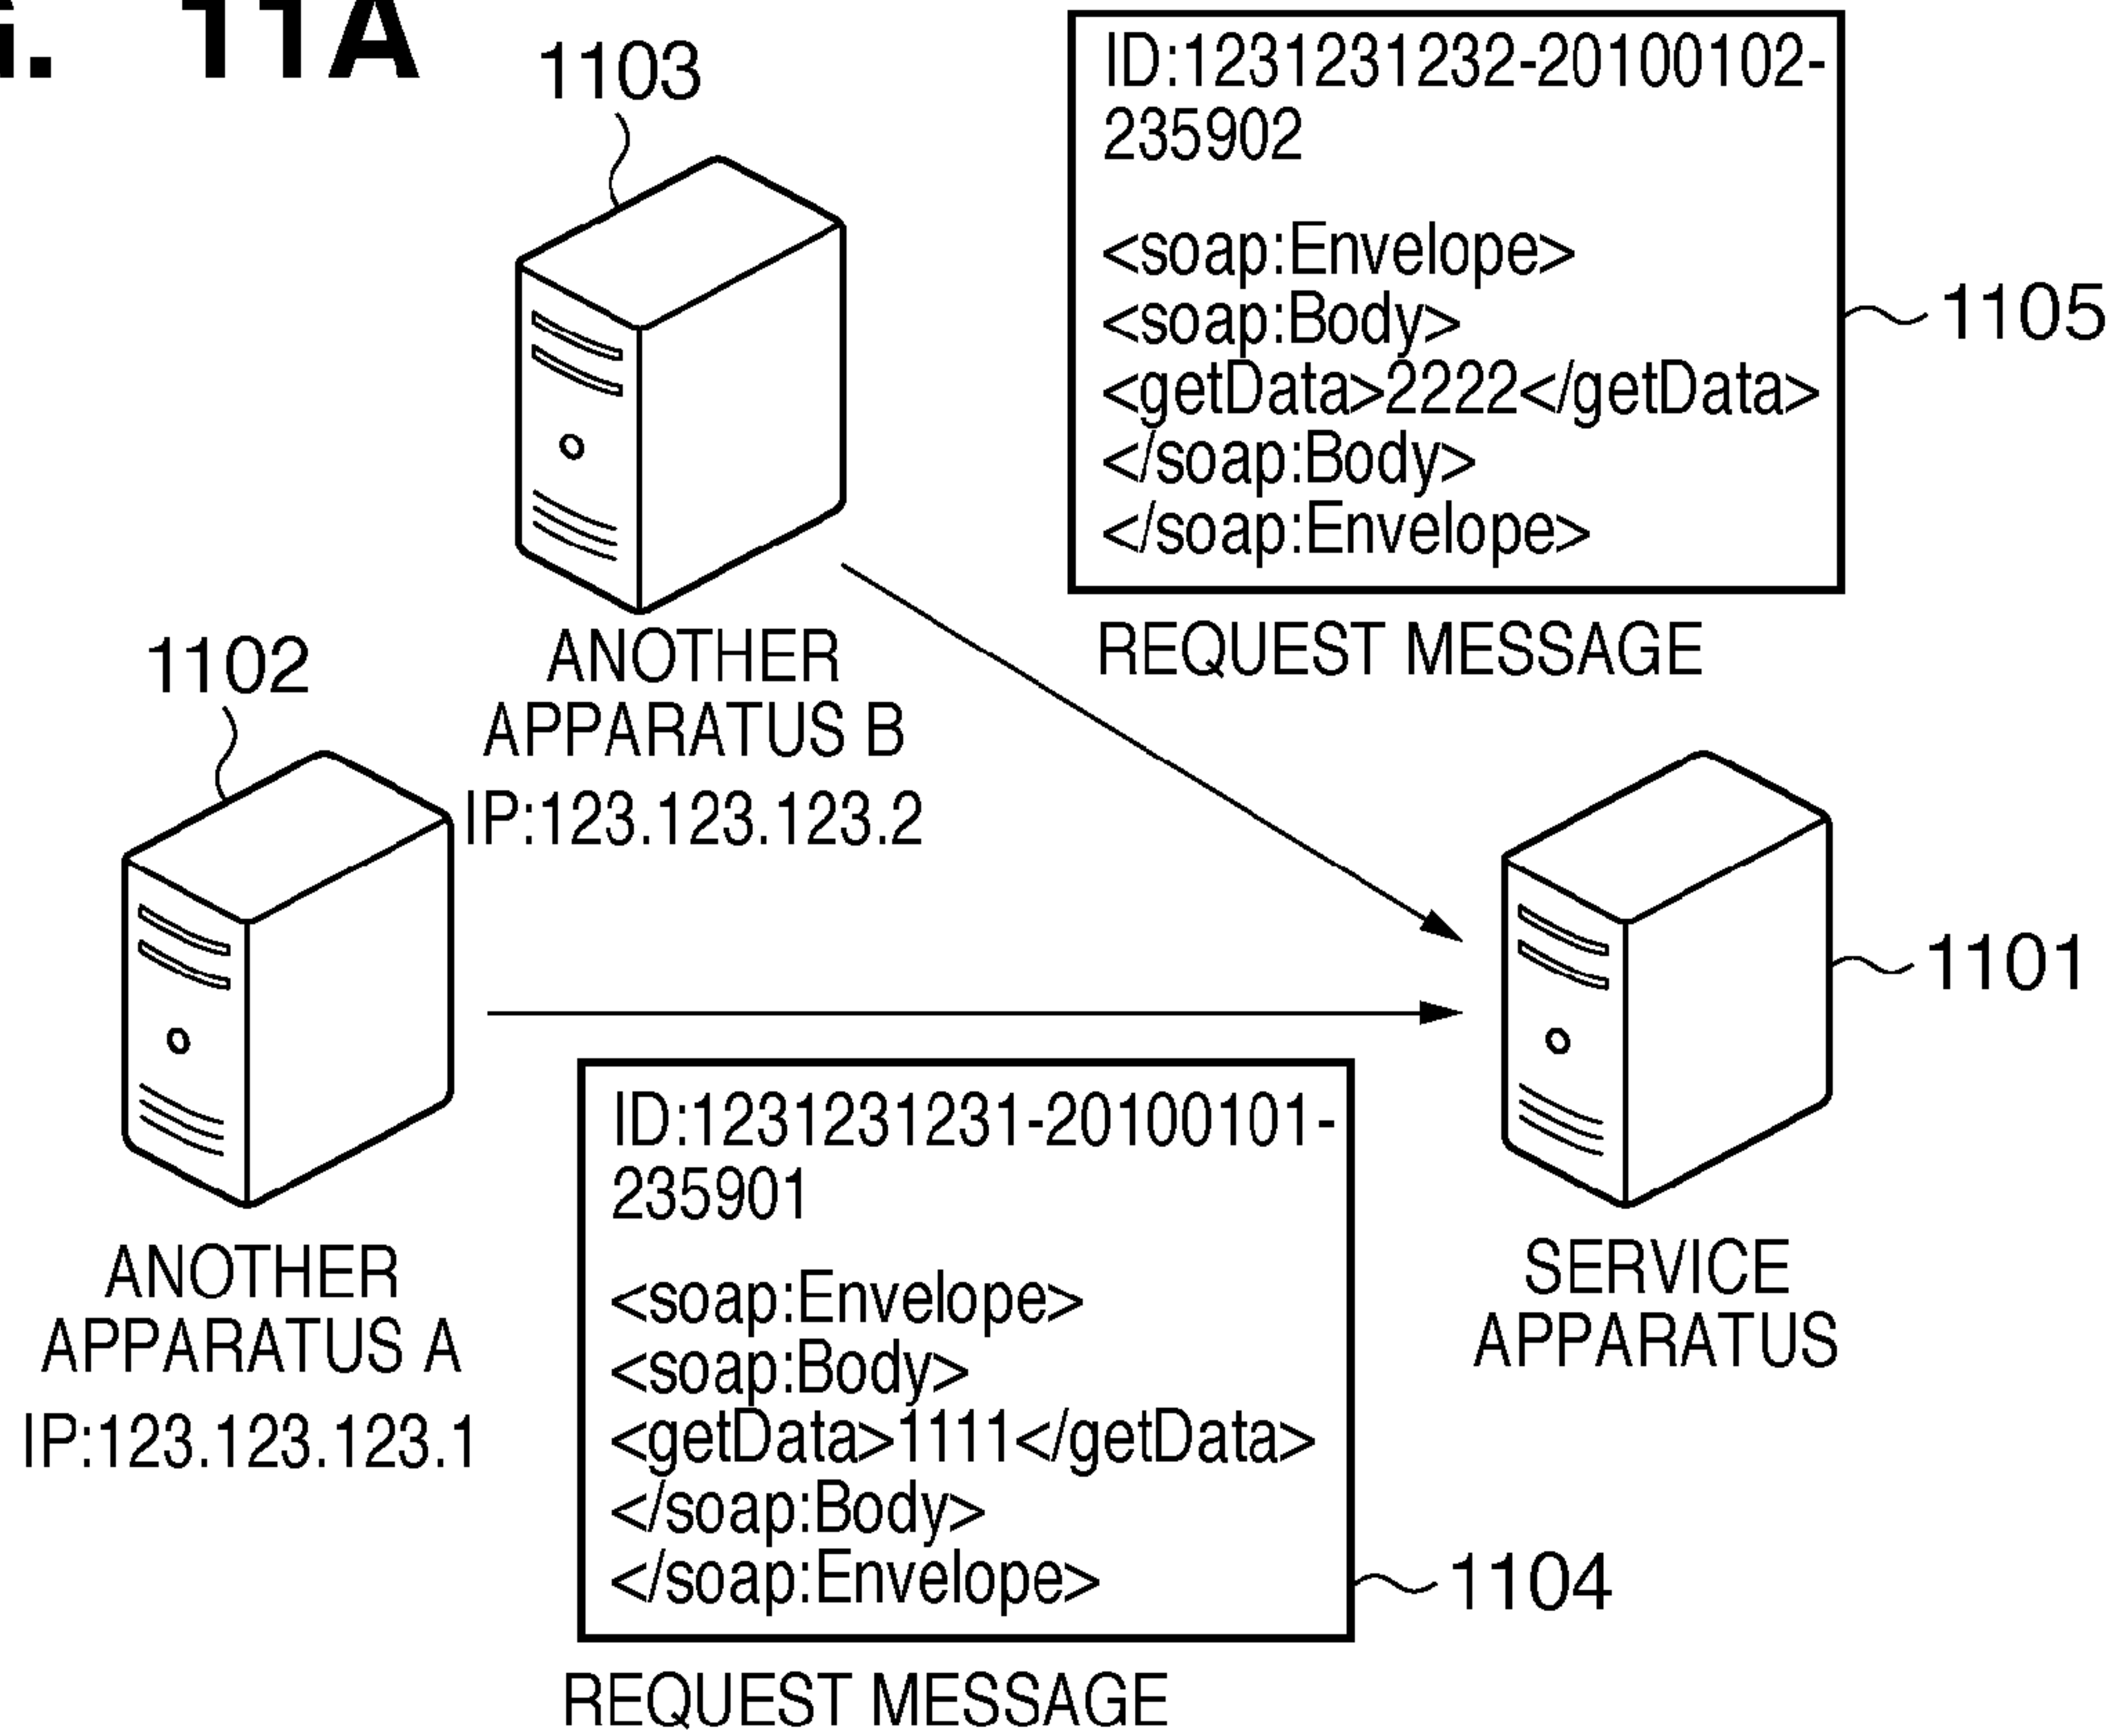 11A
1103
ID:1231231232-20100102-
235902
<soap:Envelope>
<soap:Body>
<getData>2222</getData>
</soap:Body>
</soap:Envelope>
1105
REQUEST MESSAGE
ANOTHER
APPARATUS B
IP:123.123.123.2
1102
ANOTHER
APPARATUS A
IP:123.123.123.1
1101
SERVICE
APPARATUS
ID:1231231231-20100101-
235901
<soap:Envelope>
<soap:Body>
<getData>1111</getData>
</soap:Body>
</soap:Envelope>
1104
REQUEST MESSAGE